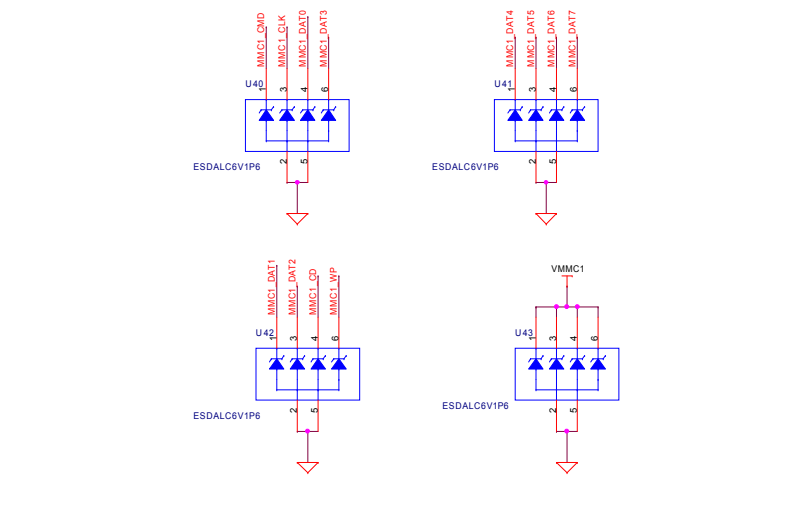 MMC1_CMD
MMC1_CLK
MMC1_DAT0
MMC1_DAT3
U40
1
3
4
6
2
5
ESDALC6V1P6
MMC1_DAT4
MMC1_DAT5
MMC1_DAT6
MMC1_DAT7
U41
1
3
4
6
2
5
ESDALC6V1P6
MMC1_DAT1
MMC1_DAT2
MMC1_CD
MMC1_WP
U42
1
3
4
6
2
5
ESDALC6V1P6
VMMC1
U43
1
3
4
6
2
5
ESDALC6V1P6